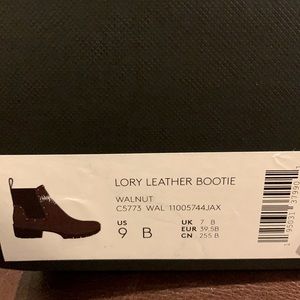 LORY LEATHER BOOTIE
WALNUT
C5773 WAL 11005744JAX
US 9 B
UK 7 B
EUR 39.5B
CN 255 B